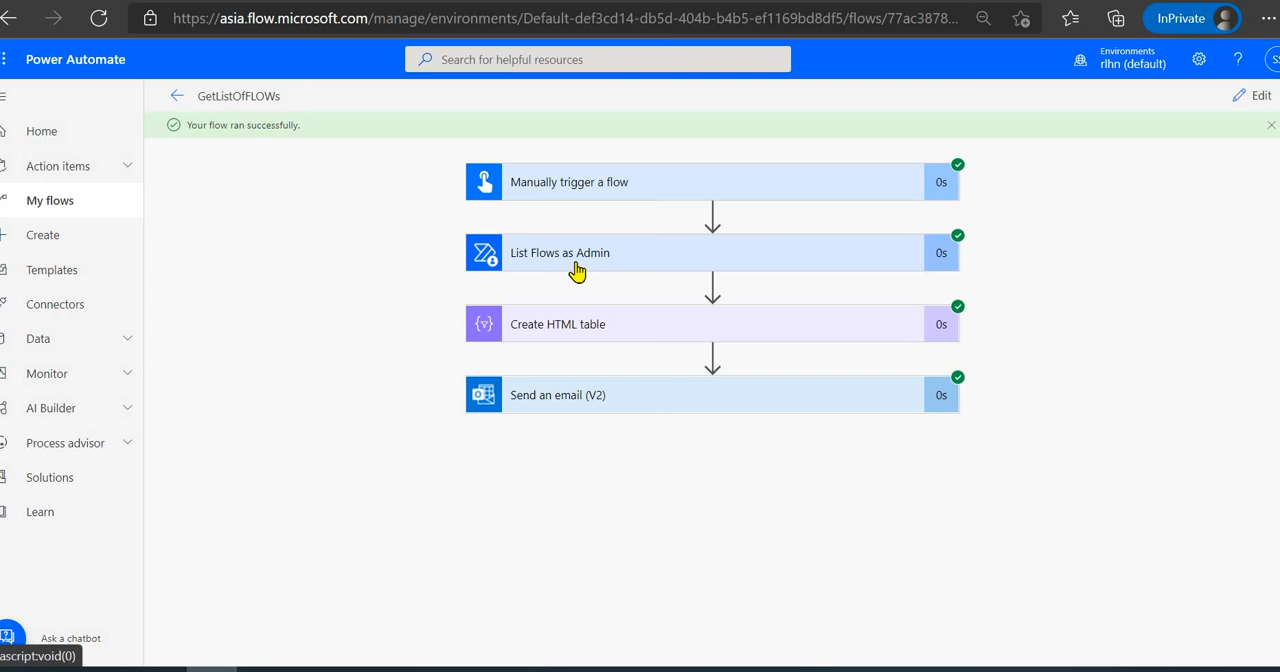 https://asia.flow.microsoft.com/manage/environments/Default-def3cd14-db5d-404b-b4b5-ef1169bd8df5/flows/77ac3878...
InPrivate
Power Automate
Search for helpful resources
Environments
rlhn (default)
?
GetListOfFLOWs
Edit
Your flow ran successfully.
Home
Action items
My flows
Create
Templates
Connectors
Data
Monitor
AI Builder
Process advisor
Solutions
Learn
Manually trigger a flow
0s
List Flows as Admin
0s
Create HTML table
0s
Send an email (V2)
0s
Ask a chatbot
ascript:void(0)